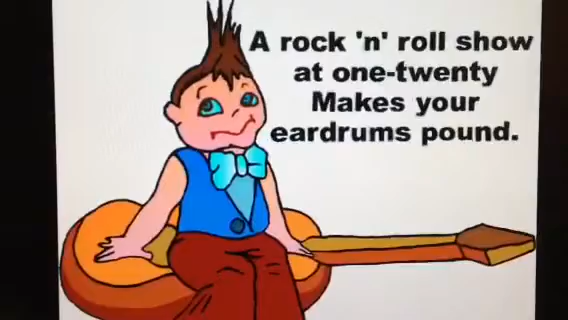 A rock 'n' roll show
at one-twenty
Makes your
eardrums pound.